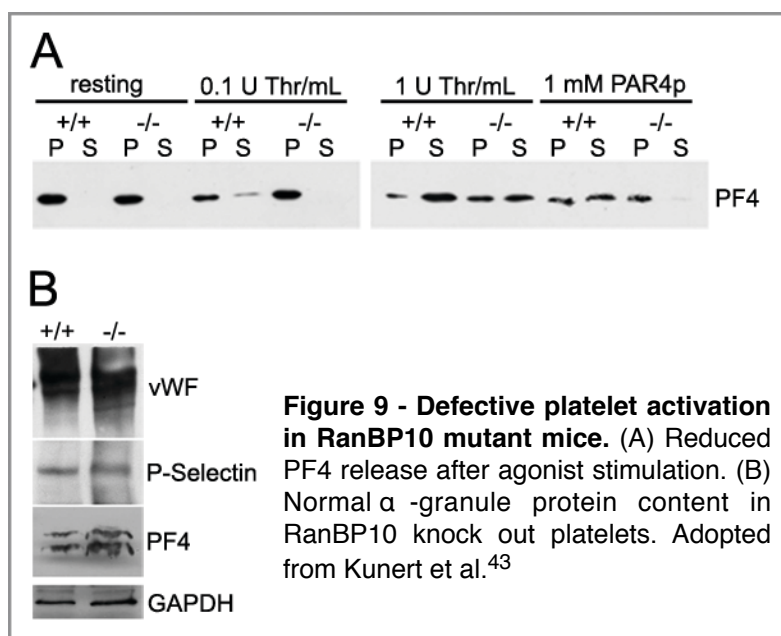 A
resting 0.1 U Thr/mL 1 U Thr/mL 1 mM PAR4p
+/+ -/- +/+ -/- +/+ -/- +/+ -/-
P S P S P S P S P S P S P S P S
PF4
B
+/+ -/-
vWF
P-Selectin
PF4
GAPDH
Figure 9 - Defective platelet activation
in RanBP10 mutant mice. (A) Reduced
PF4 release after agonist stimulation. (B)
Normal α -granule protein content in
RanBP10 knock out platelets. Adopted
from Kunert et al.43